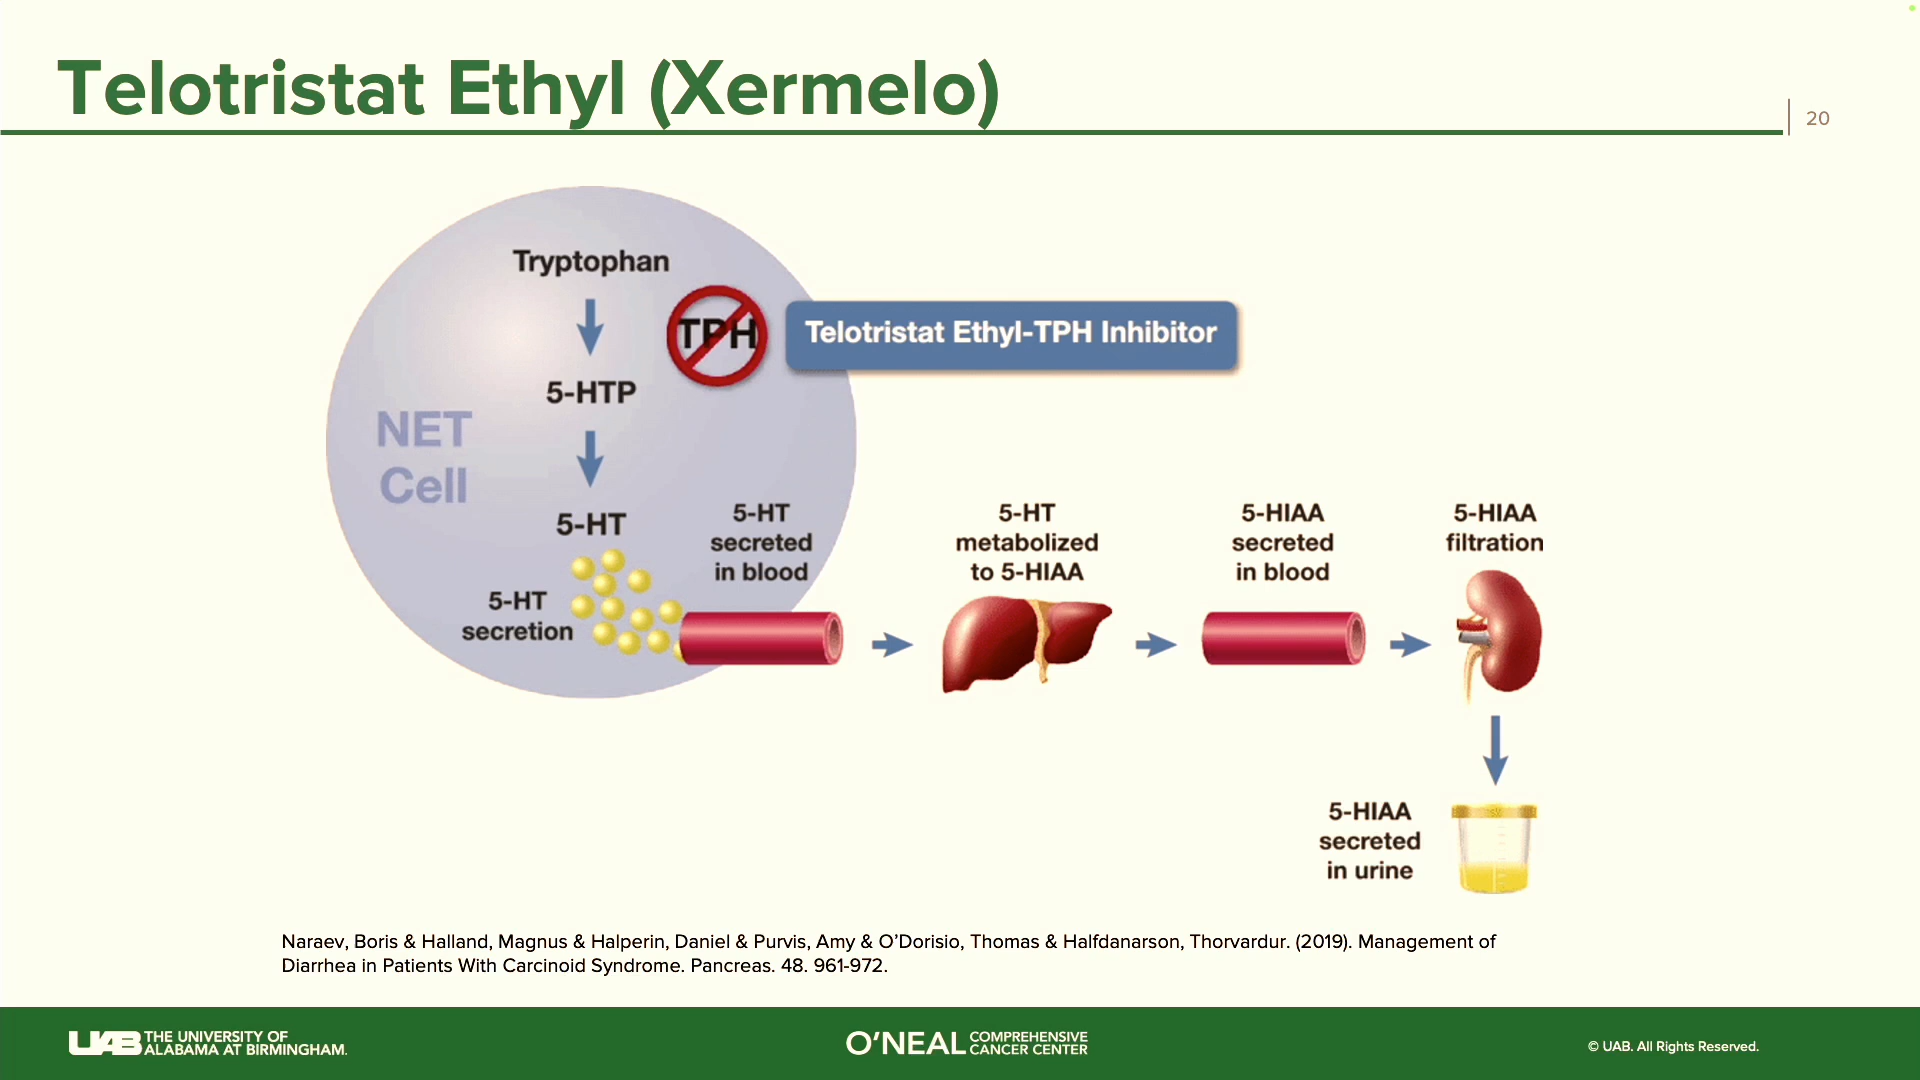 Telotristat Ethyl (Xermelo)
20
Tryptophan
TPH
Telotristat Ethyl-TPH Inhibitor
5-HTP
NET
Cell
5-HT
5-HT
secretion
5-HT
secreted
in blood
5-HT
metabolized
to 5-HIAA
5-HIAA
secreted
in blood
5-HIAA
filtration
5-HIAA
secreted
in urine
Naraev, Boris & Halland, Magnus & Halperin, Daniel & Purvis, Amy & O’Dorisio, Thomas & Halfdanarson, Thorvardur. (2019). Management of
Diarrhea in Patients With Carcinoid Syndrome. Pancreas. 48. 961-972.
UAB THE UNIVERSITY OF
ALABAMA AT BIRMINGHAM.
O’NEAL COMPREHENSIVE
CANCER CENTER
© UAB. All Rights Reserved.